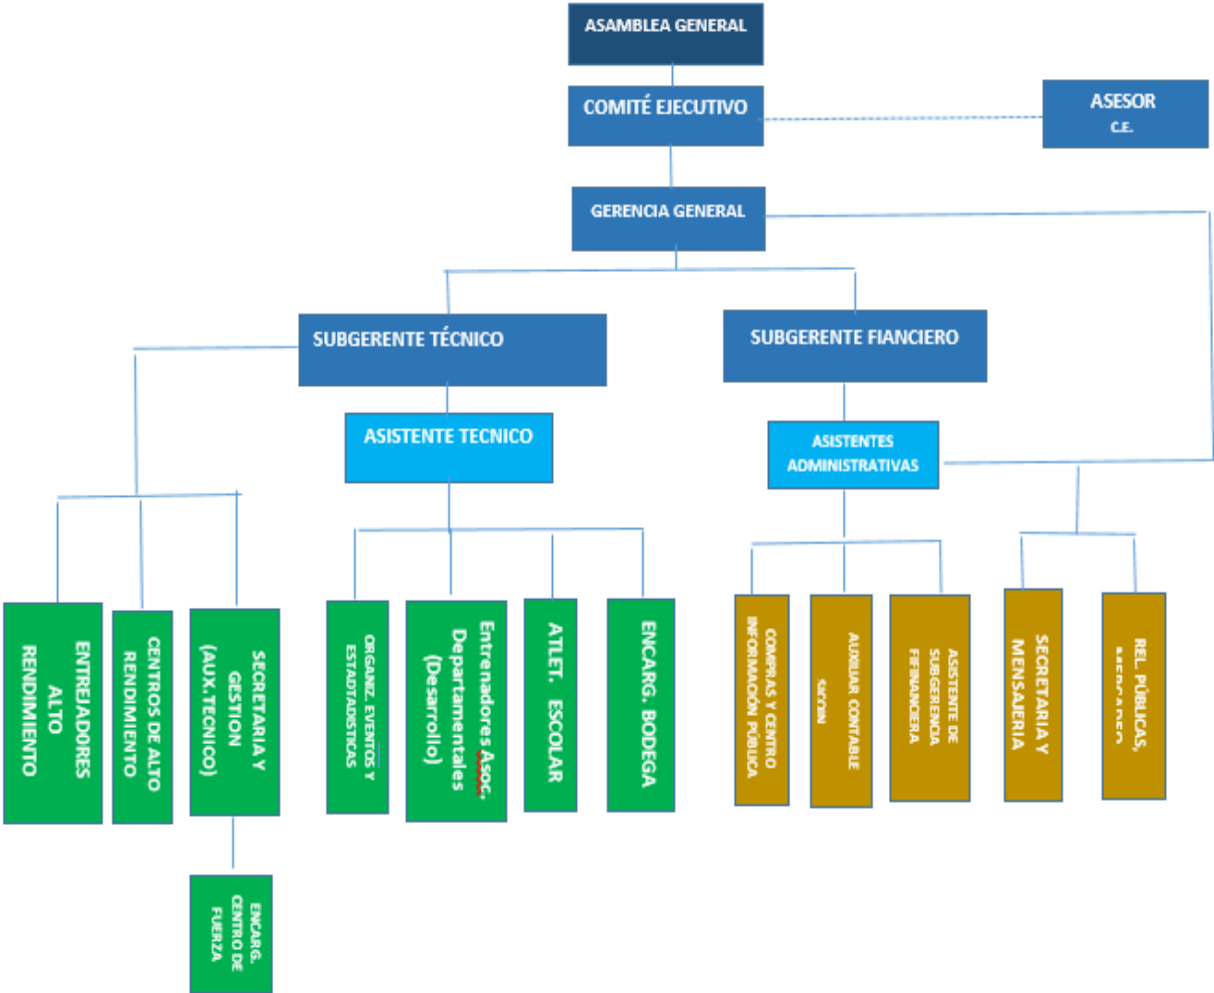 ASAMBLEA GENERAL
COMITÉ EJECUTIVO
ASESOR
C.E.
GERENCIA GENERAL
SUBGERENTE TÉCNICO
SUBGERENTE FIANCIERO
ASISTENTE TECNICO
ASISTENTES
ADMINISTRATIVAS
ENTREJADORES
ALTO
RENDIMIENTO
CENTROS DE ALTO
RENDIMIENTO
SECRETARIA Y
GESTION
(AUX.TECNICO)
ORGANIZ. EVENTOS Y
ESTADTADISTICAS
Entrenadores Asoc.
Departamentales
(Desarrollo)
ATLET. ESCOLAR
ENCARG. BODEGA
COMPRAS Y CENTRO
INFORMACIÓN PÚBLICA
AUXILIAR CONTABLE
SICOIN
ASISTENTE DE
SUBGERENCIA
FIFINANCIERA
SECRETARIA Y
MENSAJERIA
REL. PÚBLICAS,
ENCARG.
CENTRO DE
FUERZA